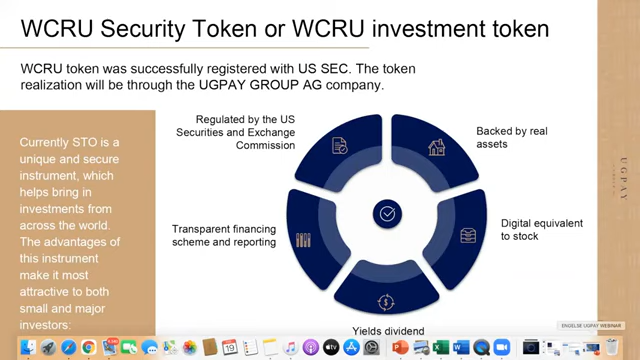 WCRU Security Token or WCRU investment token
WCRU token was successfully registered with US SEC. The token
realization will be through the UGPAY GROUP AG company.
Currently STO is a
unique and secure
instrument, which
helps bring in
investments from
across the world.
The advantages of
this instrument
make it most
attractive to both
small and major
investors:
Regulated by the US
Securities and Exchange
Commission
Backed by real
assets
Transparent financing
scheme and reporting
Digital equivalent
to stock
Yields dividend
UGPAY
ENGELSE UGPAY WEBINAR
19